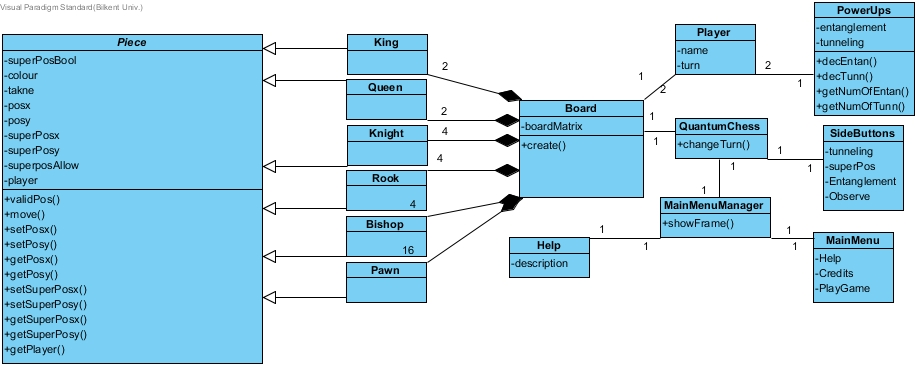 Visual Paradigm Standard(Bilkent Univ.)
Piece
-superPosBool
-colour
-takne
-posx
-posy
-superPosx
-superPosy
-superposAllow
-player
+validPos()
+move()
+setPosx()
+setPosy()
+getPosx()
+getPosy()
+setSuperPosx()
+setSuperPosy()
+getSuperPosx()
+getSuperPosy()
+getPlayer()
King
2
Queen
2
Knight
4
4
Rook
4
Bishop
16
Pawn
Board
-boardMatrix
+create()
Player
-name
-turn
1
2
2
1
PowerUps
-entanglement
-tunneling
+decEntan()
+decTunn()
+getNumOfEntan()
+getNumOfTunn()
1
1
QuantumChess
+changeTurn()
1
1
SideButtons
-tunneling
-superPos
-Entanglement
-Observe
1
1
MainMenuManager
+showFrame()
1
1
Help
-description
1
1
MainMenu
-Help
-Credits
-PlayGame